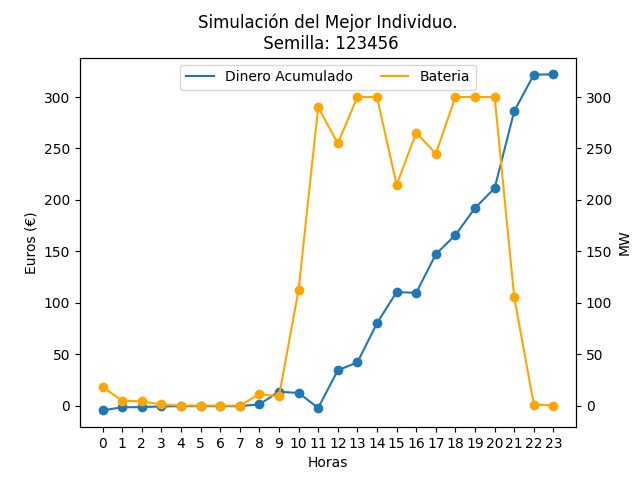 Simulación del Mejor Individuo.
Semilla: 123456
Dinero Acumulado
Bateria
300
250
200
150
100
50
0
Euros (€)
300
250
200
150
100
50
0
MW
0 1 2 3 4 5 6 7 8 9 10 11 12 13 14 15 16 17 18 19 20 21 22 23
Horas